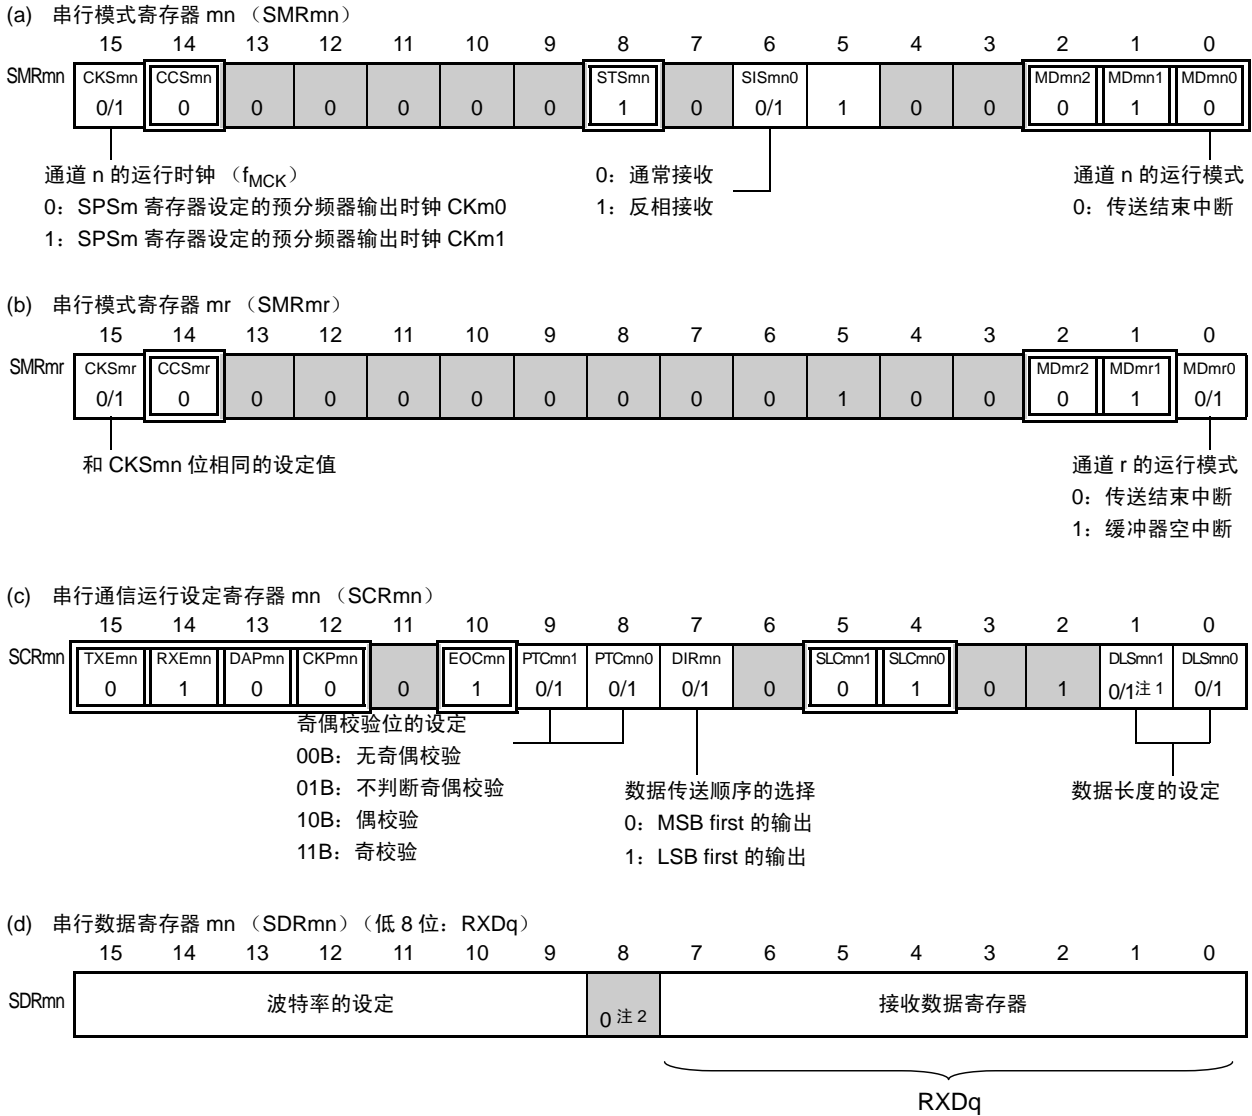 (a) 串行模式寄存器 mn （SMRmn）
15 14 13 12 11 10 9 8 7 6 5 4 3 2 1 0
SMRmn CKSmn CCSmn STSmn SISmn0 MDmn2 MDmn1 MDmn0
0/1 0 0 0 0 0 0 1 0 0/1 1 0 0 0 1 0
通道 n 的运行时钟 （fMCK） 0：通常接收 通道 n 的运行模式
0：SPSm 寄存器设定的预分频器输出时钟 CKm0 1：反相接收 0：传送结束中断
1：SPSm 寄存器设定的预分频器输出时钟 CKm1
(b) 串行模式寄存器 mr （SMRmr）
15 14 13 12 11 10 9 8 7 6 5 4 3 2 1 0
SMRmr CKSmr CCSmr MDmr2 MDmr1 MDmr0
0/1 0 0 0 0 0 0 0 0 0 1 0 0 0 1 0/1
和 CKSmn 位相同的设定值 通道 r 的运行模式
0：传送结束中断
1：缓冲器空中断
(c) 串行通信运行设定寄存器 mn （SCRmn）
15 14 13 12 11 10 9 8 7 6 5 4 3 2 1 0
SCRmn TXEmn RXEmn DAPmn CKPmn EOCmn PTCmn1 PTCmn0 DIRmn SLCmn1 SLCmn0 DLSmn1 DLSmn0
0 1 0 0 0 1 0/1 0/1 0/1 0 0 1 0 1 0/1注 1 0/1
奇偶校验位的设定
00B：无奇偶校验
01B：不判断奇偶校验 数据传送顺序的选择 数据长度的设定
10B：偶校验 0：MSB first 的输出
11B：奇校验 1：LSB first 的输出
(d) 串行数据寄存器 mn （SDRmn）（低 8 位：RXDq）
15 14 13 12 11 10 9 8 7 6 5 4 3 2 1 0
SDRmn 波特率的设定 0 注 2 接收数据寄存器
RXDq